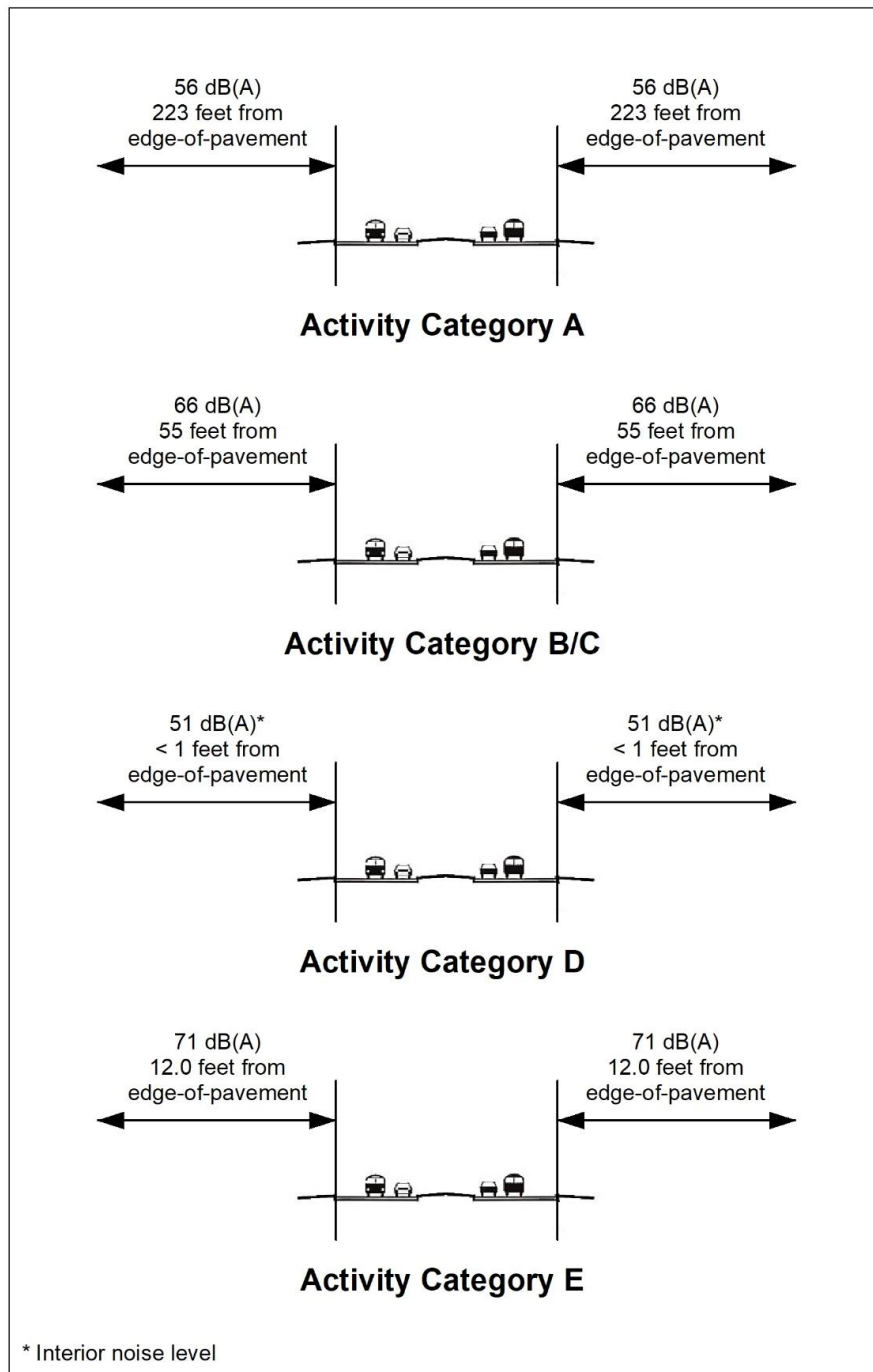 56 dB(A)
223 feet from
edge-of-pavement
56 dB(A)
223 feet from
edge-of-pavement
Activity Category A
66 dB(A)
55 feet from
edge-of-pavement
66 dB(A)
55 feet from
edge-of-pavement
Activity Category B/C
51 dB(A)*
< 1 feet from
edge-of-pavement
51 dB(A)*
< 1 feet from
edge-of-pavement
Activity Category D
71 dB(A)
12.0 feet from
edge-of-pavement
71 dB(A)
12.0 feet from
edge-of-pavement
Activity Category E
* Interior noise level